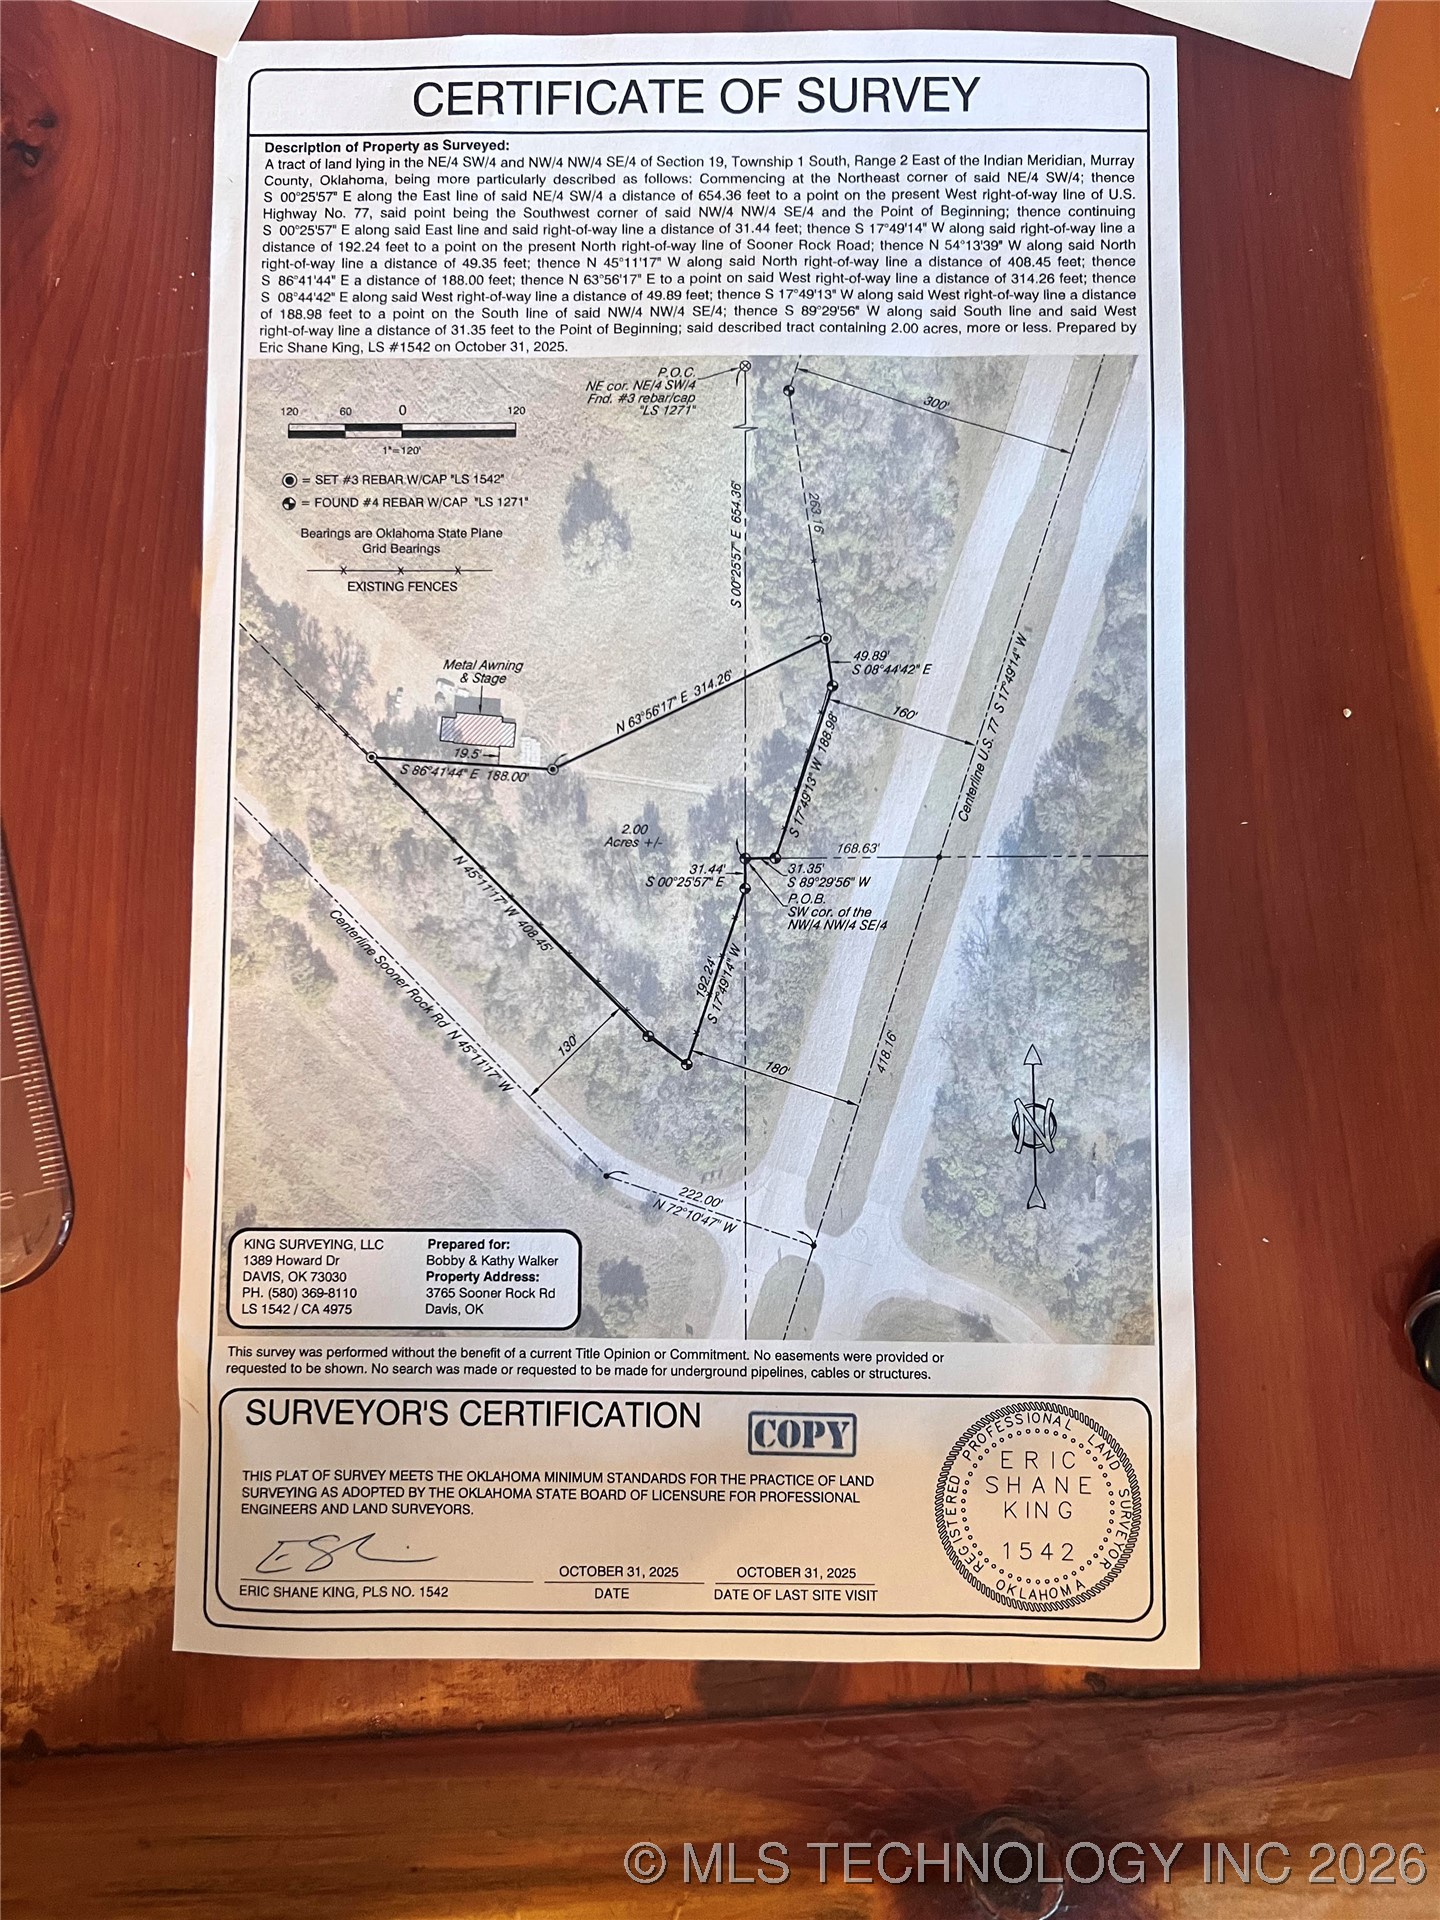 CERTIFICATE OF SURVEY
Description of Property as Surveyed:
A tract of land lying in the NE/4 SW/4 and NW/4 NW/4 SE/4 of Section 19, Township 1 South, Range 2 East of the Indian Meridian, Murray
County, Oklahoma, being more particularly described as follows: Commencing at the Northeast corner of said NE/4 SW/4; thence
S 00°25'57" E along the East line of said NE/4 SW/4 a distance of 654.36 feet to a point on the present West right-of-way line of U.S.
Highway No. 77, said point being the Southwest corner of said NW/4 NW/4 SE/4 and the Point of Beginning; thence continuing
S 00°25'57" E along said East line and said right-of-way line a distance of 31.44 feet; thence S 17°49'14" W along said right-of-way line a
distance of 192.24 feet to a point on the present North right-of-way line of Sooner Rock Road; thence N 54°13'39" W along said North
right-of-way line a distance of 49.35 feet; thence N 45°11'17" W along said North right-of-way line a distance of 408.45 feet; thence
S 86°41'44" E a distance of 188.00 feet; thence N 63°56'17" E to a point on said West right-of-way line a distance of 314.26 feet; thence
S 08°44'42" E along said West right-of-way line a distance of 49.89 feet; thence S 17°49'13" W along said West right-of-way line a distance
of 188.98 feet to a point on the South line of said NW/4 NW/4 SE/4; thence S 89°29'56" W along said South line and said West
right-of-way line a distance of 31.35 feet to the Point of Beginning; said described tract containing 2.00 acres, more or less. Prepared by
Eric Shane King, LS #1542 on October 31, 2025.
P.O.C.
NE cor. NE/4 SW/4
Fnd. #3 rebar/cap
"LS 1271"
300'
120 60 0 120
1"=120'
= SET #3 REBAR W/CAP "LS 1542"
= FOUND #4 REBAR W/CAP "LS 1271"
Bearings are Oklahoma State Plane
Grid Bearings
EXISTING FENCES
S 00°25'57" E 654.36'
263.16
Metal Awning
& Stage
19.5'
S 86°41'44" E 188.00'
N 63°56'17" E 314.26'
49.89'
S 08°44'42" E
160'
S 17°49'13" W 188.98'
Centerline U.S. 77 S 17°49'14" W
2.00
Acres +/-
168.63'
31.44'
S 00°25'57" E
31.35'
S 89°29'56" W
P.O.B.
SW cor. of the
NW/4 NW/4 SE/4
N 45°11'17" W 408.45'
Centerline Sooner Rock Rd N 45°11'17" W
192.24'
S 17°49'14" W
130'
180'
418.16'
N
222.00'
N 72°10'47" W
KING SURVEYING, LLC
1389 Howard Dr
DAVIS, OK 73030
PH. (580) 369-8110
LS 1542 / CA 4975
Prepared for:
Bobby & Kathy Walker
Property Address:
3765 Sooner Rock Rd
Davis, OK
This survey was performed without the benefit of a current Title Opinion or Commitment. No easements were provided or
requested to be shown. No search was made or requested to be made for underground pipelines, cables or structures.
SURVEYOR'S CERTIFICATION
COPY
THIS PLAT OF SURVEY MEETS THE OKLAHOMA MINIMUM STANDARDS FOR THE PRACTICE OF LAND
SURVEYING AS ADOPTED BY THE OKLAHOMA STATE BOARD OF LICENSURE FOR PROFESSIONAL
ENGINEERS AND LAND SURVEYORS.
ERIC SHANE KING, PLS NO. 1542
OCTOBER 31, 2025
DATE
OCTOBER 31, 2025
DATE OF LAST SITE VISIT
REGISTERED PROFESSIONAL LAND SURVEYOR
ERIC
SHANE
KING
1542
OKLAHOMA
© MLS TECHNOLOGY INC 2026